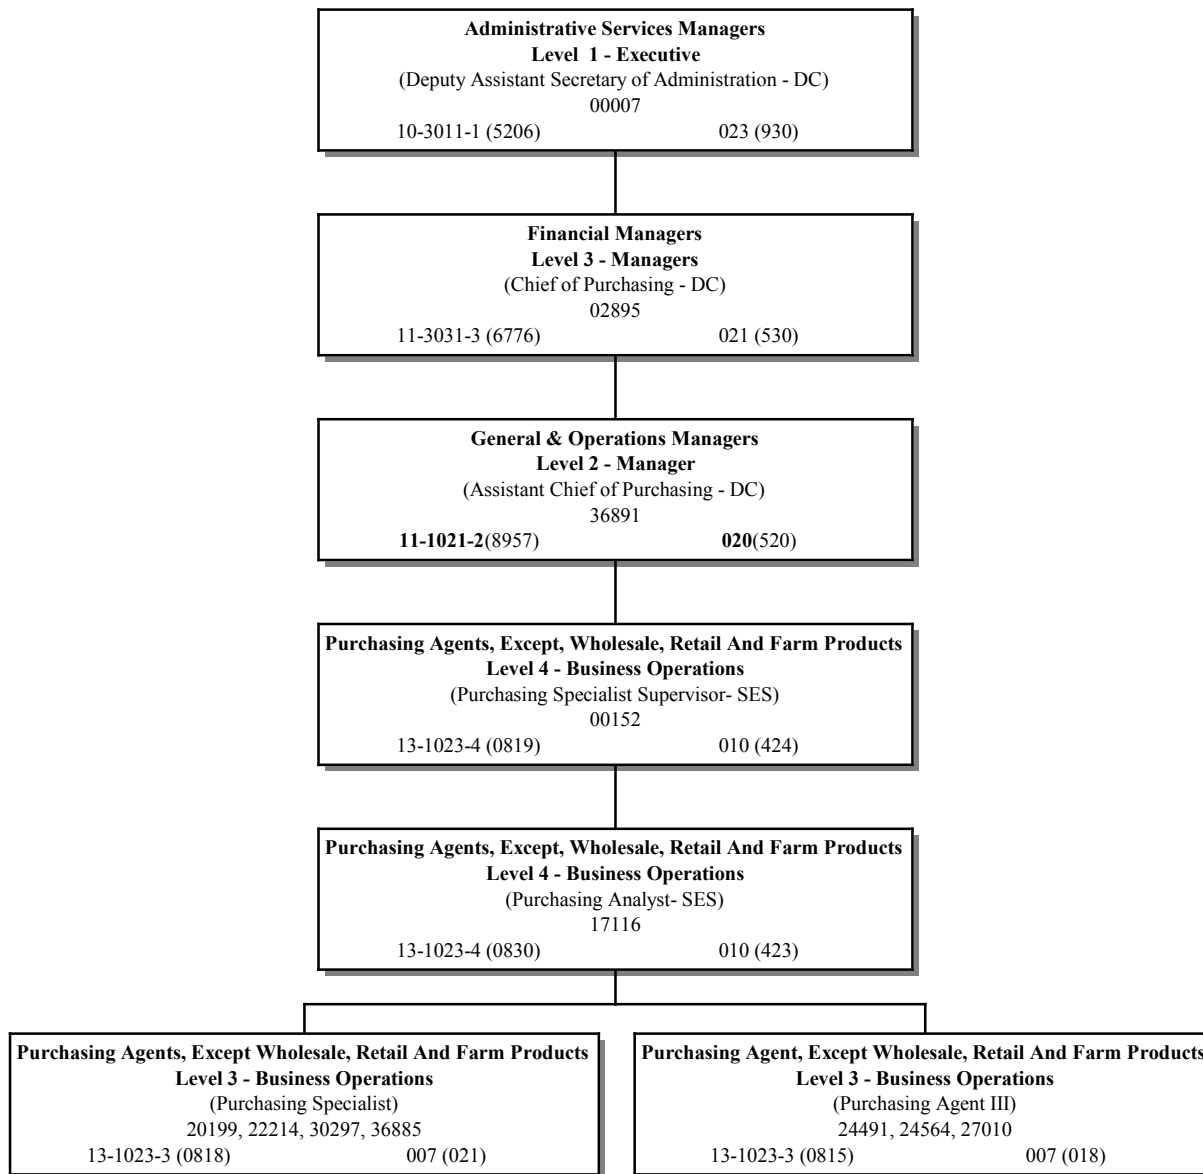 Administrative Services Managers
Level 1 - Executive
(Deputy Assistant Secretary of Administration - DC)
00007
10-3011-1 (5206) 023 (930)
Financial Managers
Level 3 - Managers
(Chief of Purchasing - DC)
02895
11-3031-3 (6776) 021 (530)
General & Operations Managers
Level 2 - Manager
(Assistant Chief of Purchasing - DC)
36891
11-1021-2(8957) 020(520)
Purchasing Agents, Except, Wholesale, Retail And Farm Products
Level 4 - Business Operations
(Purchasing Specialist Supervisor- SES)
00152
13-1023-4 (0819) 010 (424)
Purchasing Agents, Except, Wholesale, Retail And Farm Products
Level 4 - Business Operations
(Purchasing Analyst- SES)
17116
13-1023-4 (0830) 010 (423)
Purchasing Agents, Except Wholesale, Retail And Farm Products
Level 3 - Business Operations
(Purchasing Specialist)
20199, 22214, 30297, 36885
13-1023-3 (0818) 007 (021)
Purchasing Agent, Except Wholesale, Retail And Farm Products
Level 3 - Business Operations
(Purchasing Agent III)
24491, 24564, 27010
13-1023-3 (0815) 007 (018)